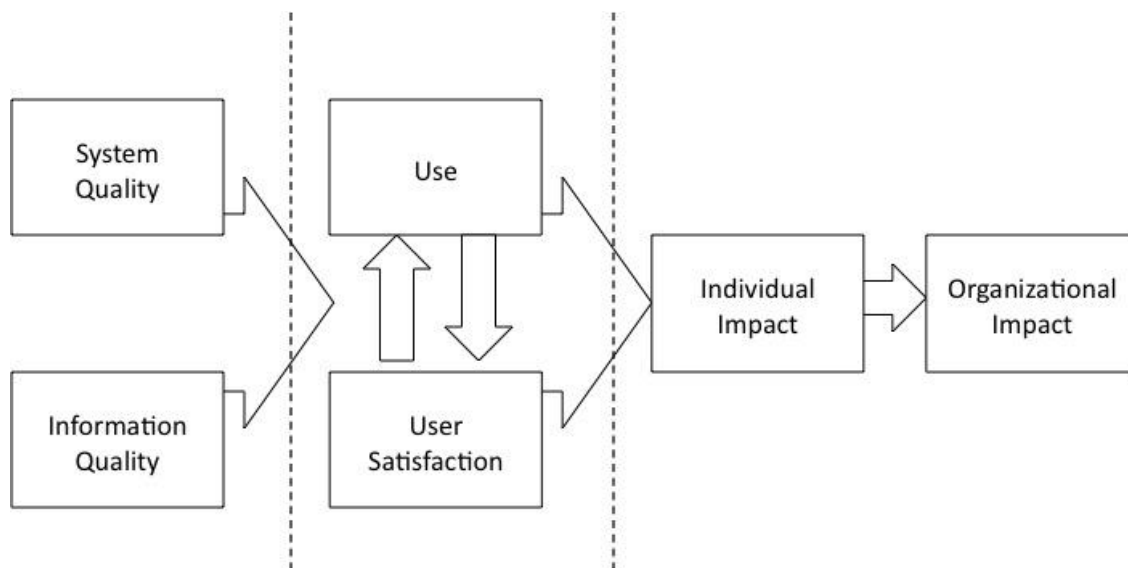 System
Quality
Information
Quality
Use
User
Satisfaction
Individual
Impact
Organizational
Impact